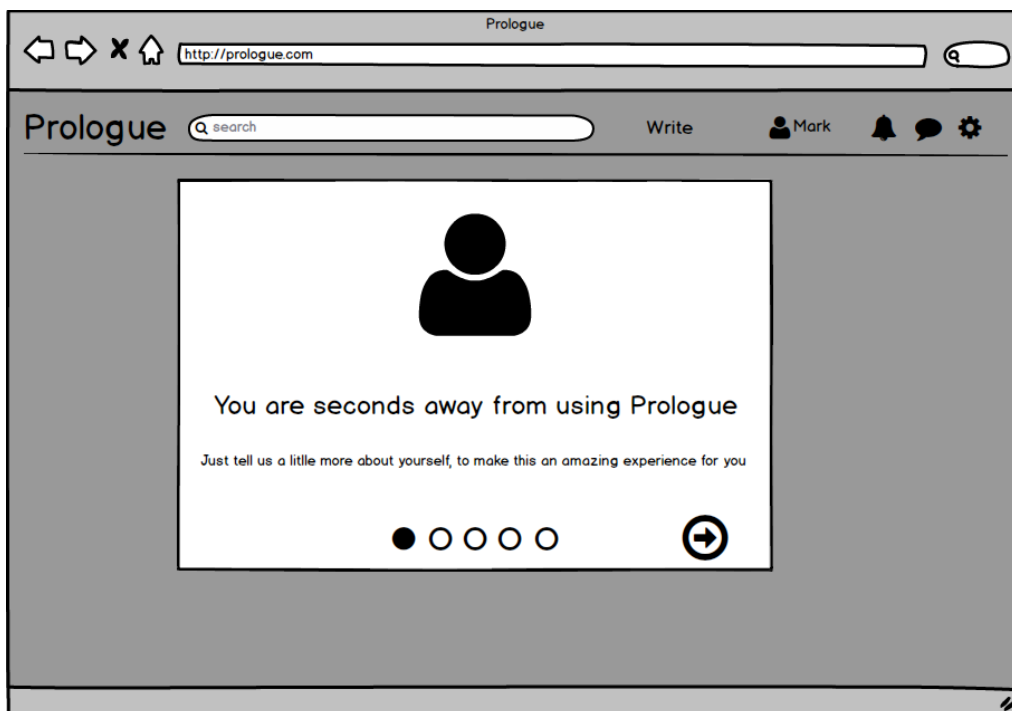 Prologue
http://prologue.com
Prologue search Write Mark
You are seconds away from using Prologue
Just tell us a litlle more about yourself, to make this an amazing experience for you